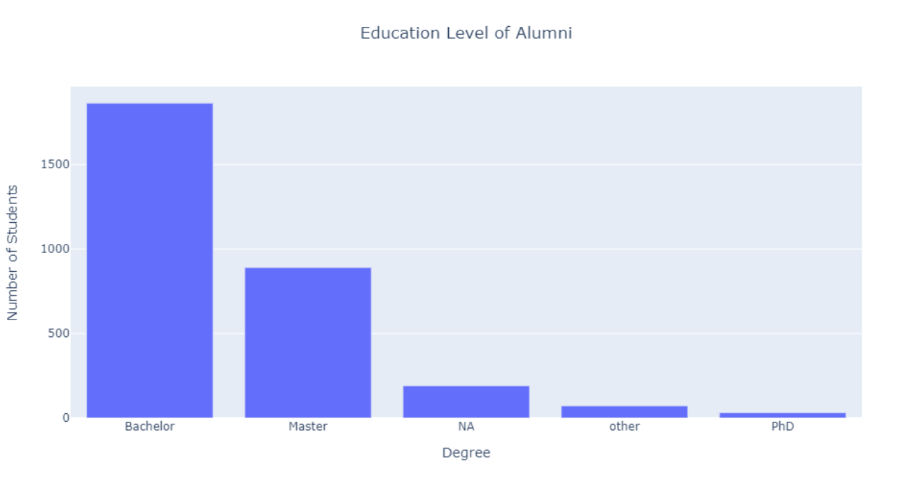 Education Level of Alumni
Number of Students
1500
1000
500
0
Bachelor
Master
NA
other
PhD
Degree